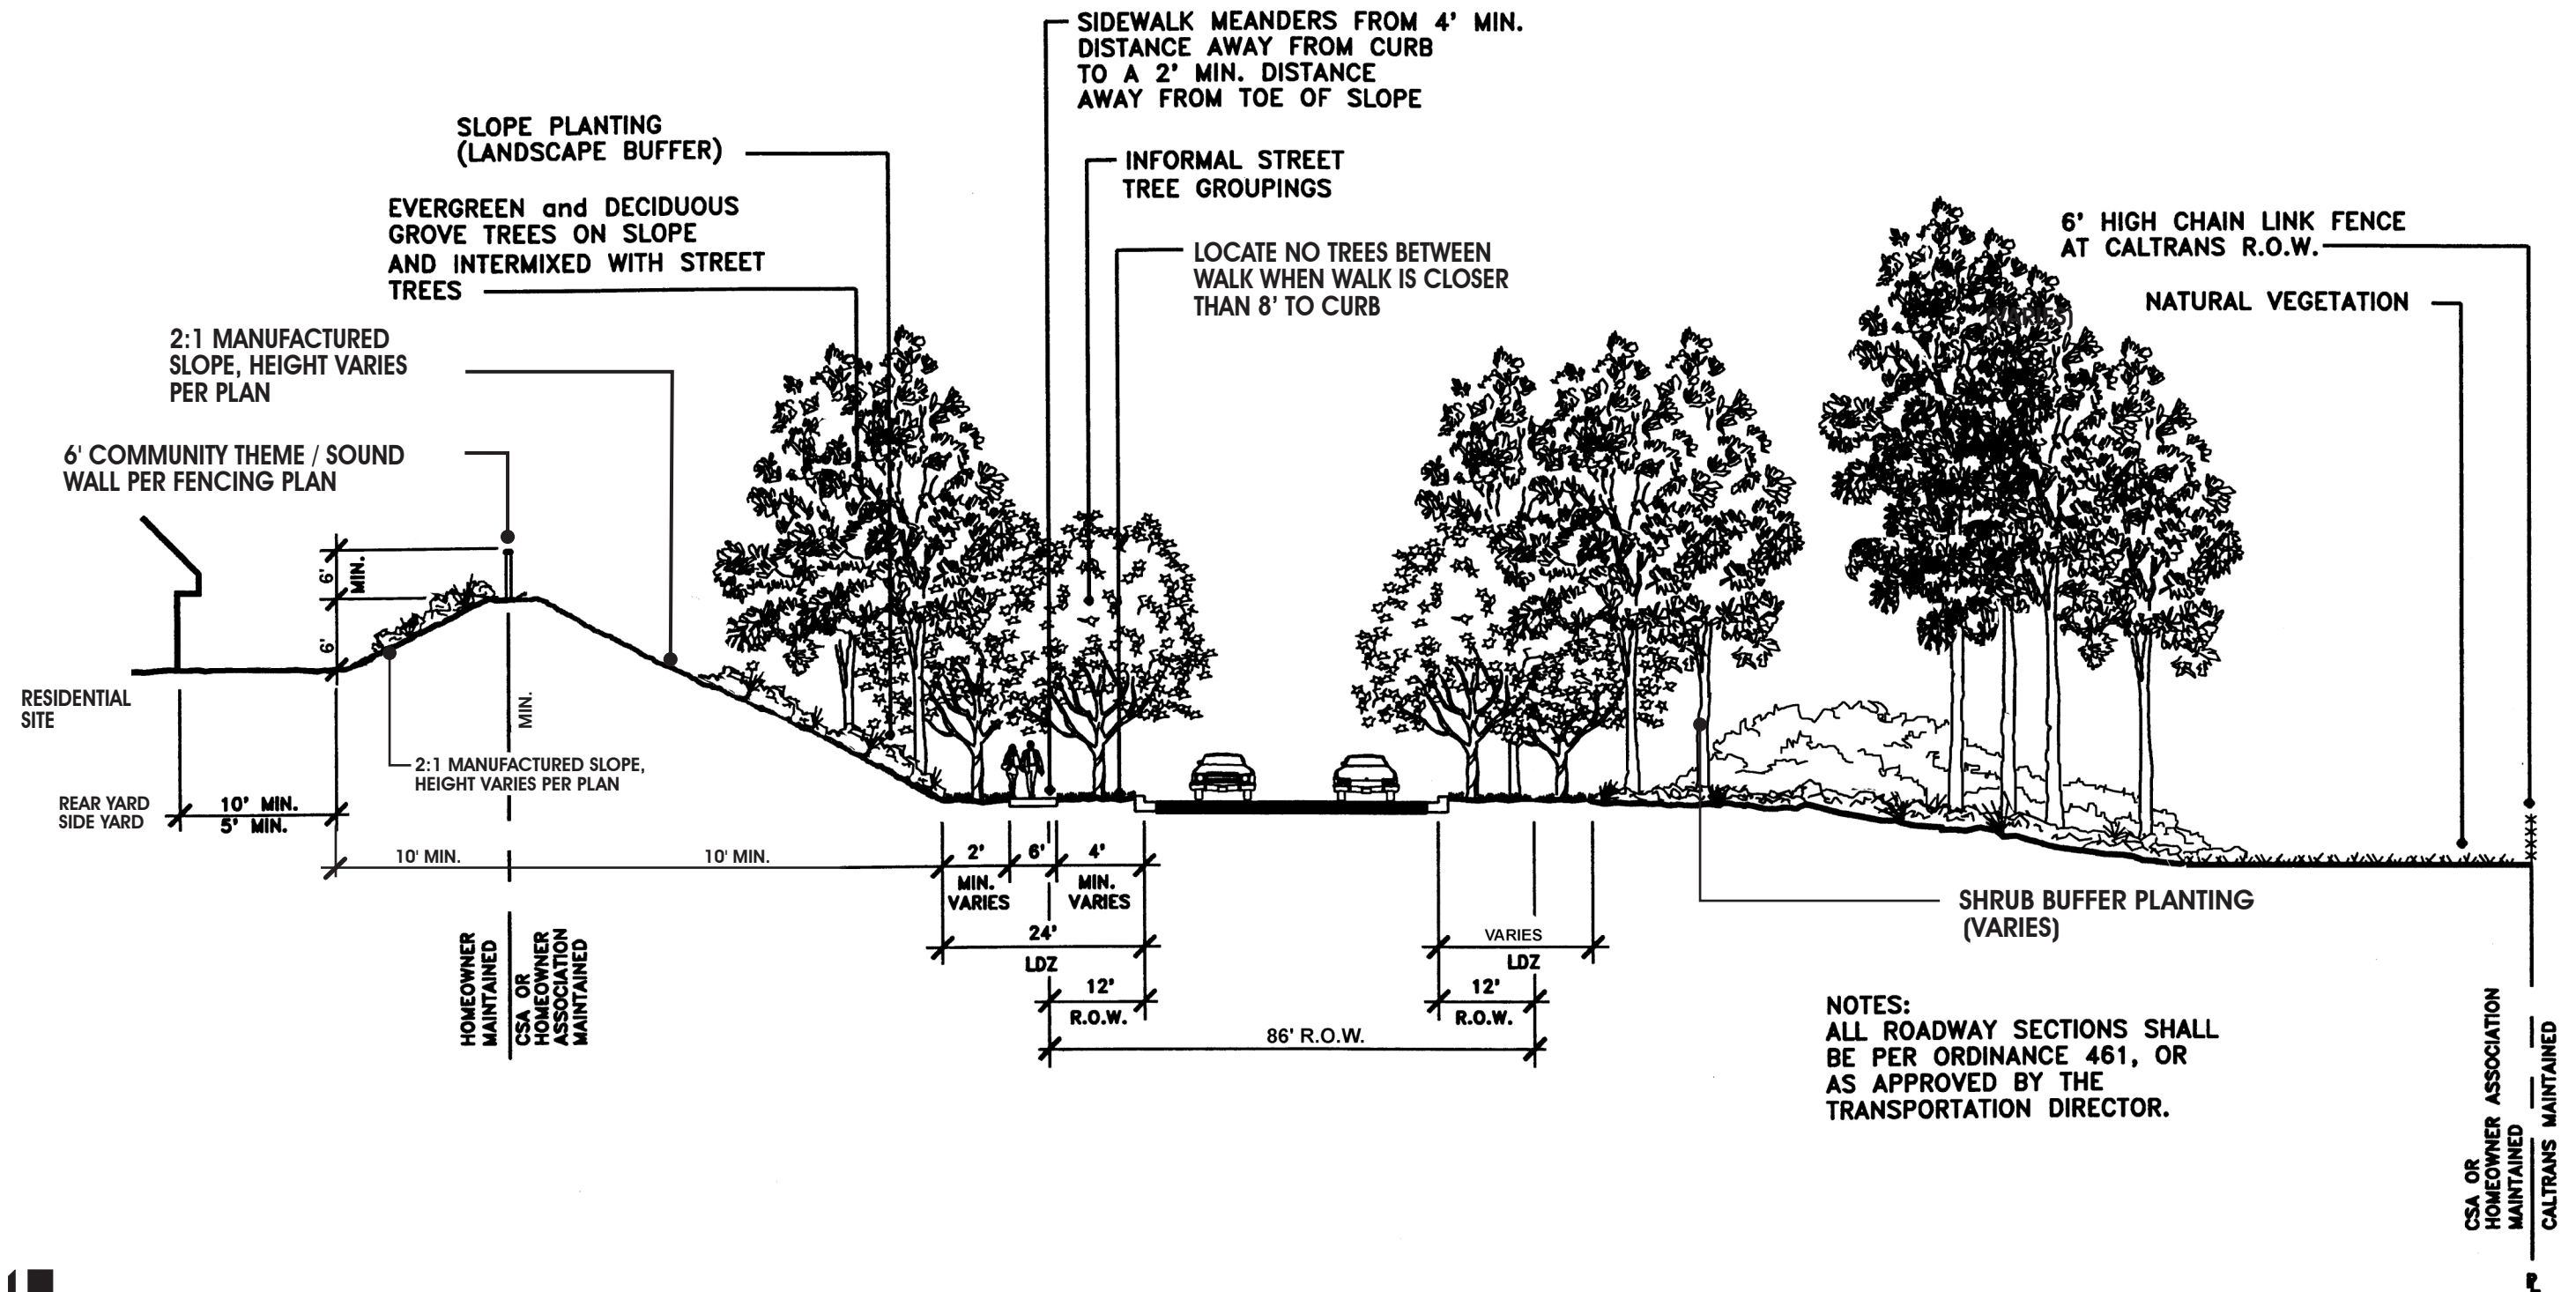 SIDEWALK MEANDERS FROM 4' MIN.
DISTANCE AWAY FROM CURB
TO A 2' MIN. DISTANCE
AWAY FROM TOE OF SLOPE
SLOPE PLANTING
(LANDSCAPE BUFFER)
INFORMAL STREET
TREE GROUPINGS
EVERGREEN and DECIDUOUS
GROVE TREES ON SLOPE
AND INTERMIXED WITH STREET
TREES
LOCATE NO TREES BETWEEN
WALK WHEN WALK IS CLOSER
THAN 8' TO CURB
6' HIGH CHAIN LINK FENCE
AT CALTRANS R.O.W.
NATURAL VEGETATION
(VARIES)
2:1 MANUFACTURED
SLOPE, HEIGHT VARIES
PER PLAN
6' COMMUNITY THEME / SOUND
WALL PER FENCING PLAN
6'
MIN.
6'
RESIDENTIAL
SITE
MIN.
2:1 MANUFACTURED SLOPE,
HEIGHT VARIES PER PLAN
REAR YARD
SIDE YARD
10' MIN.
5' MIN.
10' MIN.
10' MIN.
2'
6'
4'
MIN.
VARIES
MIN.
VARIES
24'
LDZ
12'
R.O.W.
VARIES
LDZ
12'
R.O.W.
86' R.O.W.
HOMEOWNER
MAINTAINED
CSA OR
HOMEOWNER
ASSOCIATION
MAINTAINED
SHRUB BUFFER PLANTING
(VARIES)
NOTES:
ALL ROADWAY SECTIONS SHALL
BE PER ORDINANCE 461, OR
AS APPROVED BY THE
TRANSPORTATION DIRECTOR.
CSA OR
HOMEOWNER ASSOCIATION
MAINTAINED
CALTRANS MAINTAINED